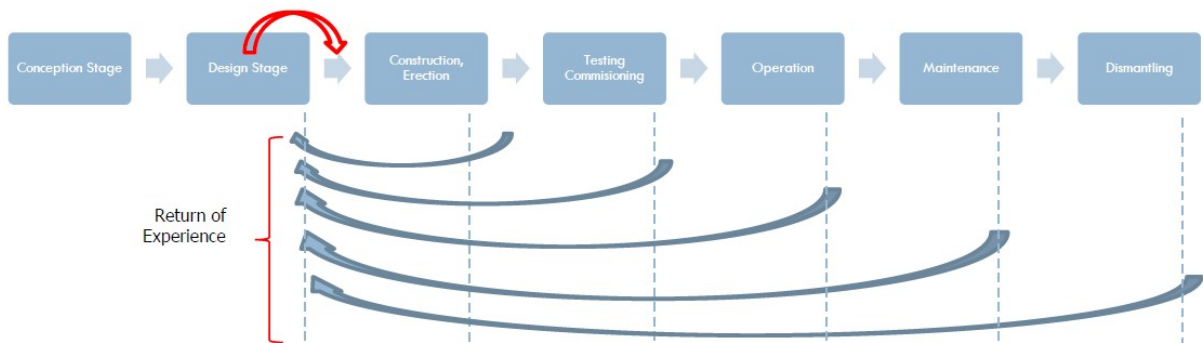 Conception Stage
Design Stage
Construction,
Erection
Testing
Commisioning
Operation
Maintenance
Dismantling
Return of
Experience